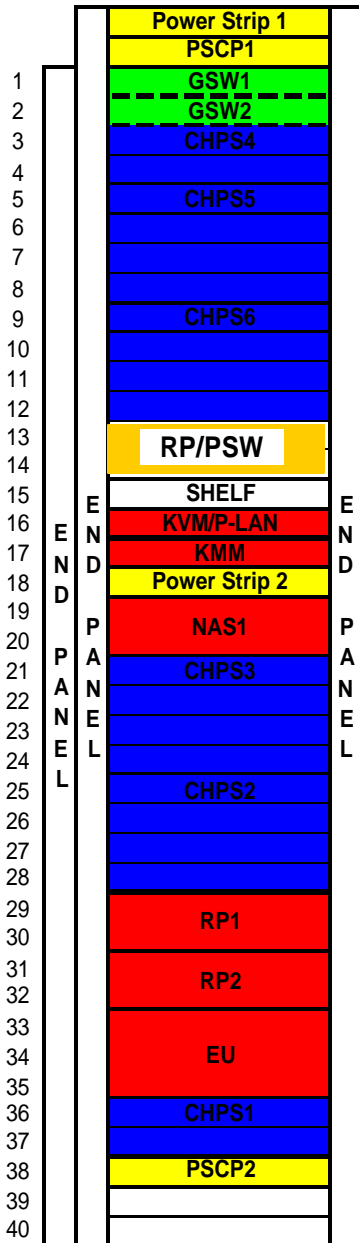 Power Strip 1
PSCP1
1 GSW1
2 GSW2
3 CHPS4
4
5 CHPS5
6
7
8
9 CHPS6
10
11
12
13
RP/PSW
14
15 SHELF
16 KVM/P-LAN
17 KMM
18 Power Strip 2
19
NAS1
20
21 CHPS3
22
23
24
25 CHPS2
26
27
28
29
RP1
30
31
RP2
32
33
34 EU
35
36 CHPS1
37
38 PSCP2
39
40
END PANEL
END PANEL
END PANEL